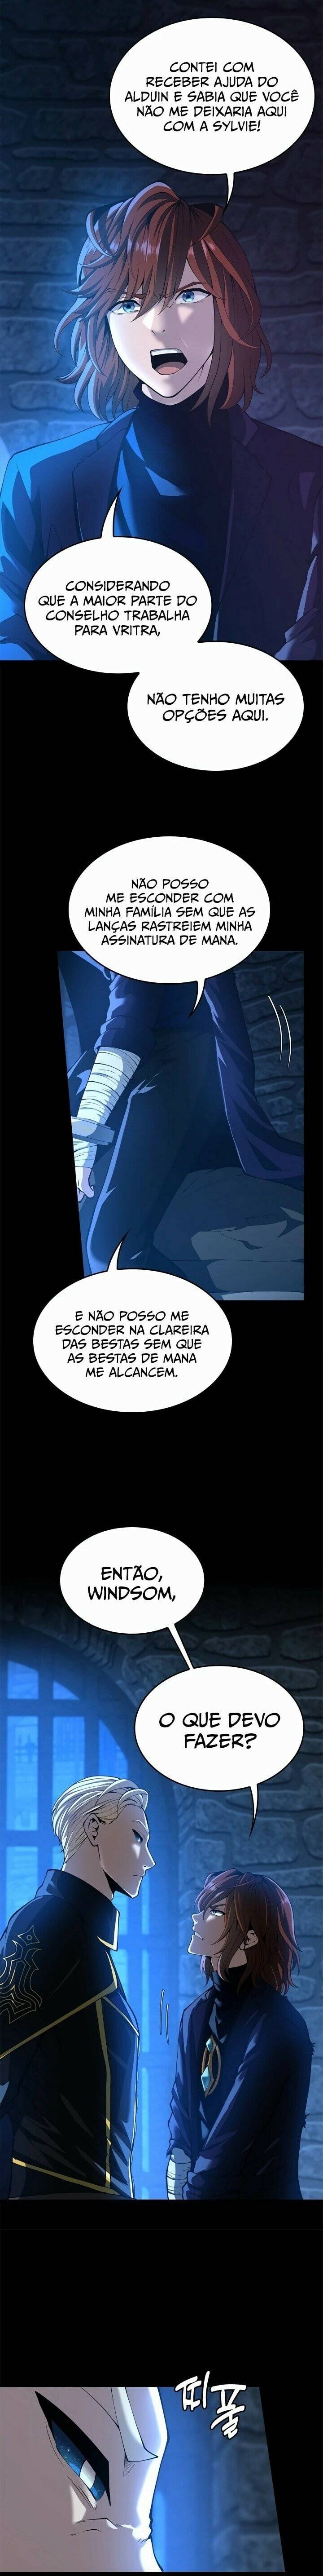 CONTEI COM
RECEBER AJUDA DO
ALDUIN E SABIA QUE VOCÊ
NÃO ME DEIXARIA AQUI
COM A SYLVIE!
CONSIDERANDO
QUE A MAIOR PARTE DO
CONSELHO TRABALHA
PARA VRITRA,
NÃO TENHO MUITAS
OPÇÕES AQUI.
NÃO POSSO
ME ESCONDER COM
MINHA FAMÍLIA SEM QUE AS
LANÇAS RASTREIEM MINHA
ASSINATURA DE MANA.
E NÃO POSSO ME
ESCONDER NA CLAREIRA
DAS BESTAS SEM QUE
AS BESTAS DE MANA
ME ALCANCEM.
ENTÃO,
WINDSOM,
O QUE DEVO
FAZER?
피풀